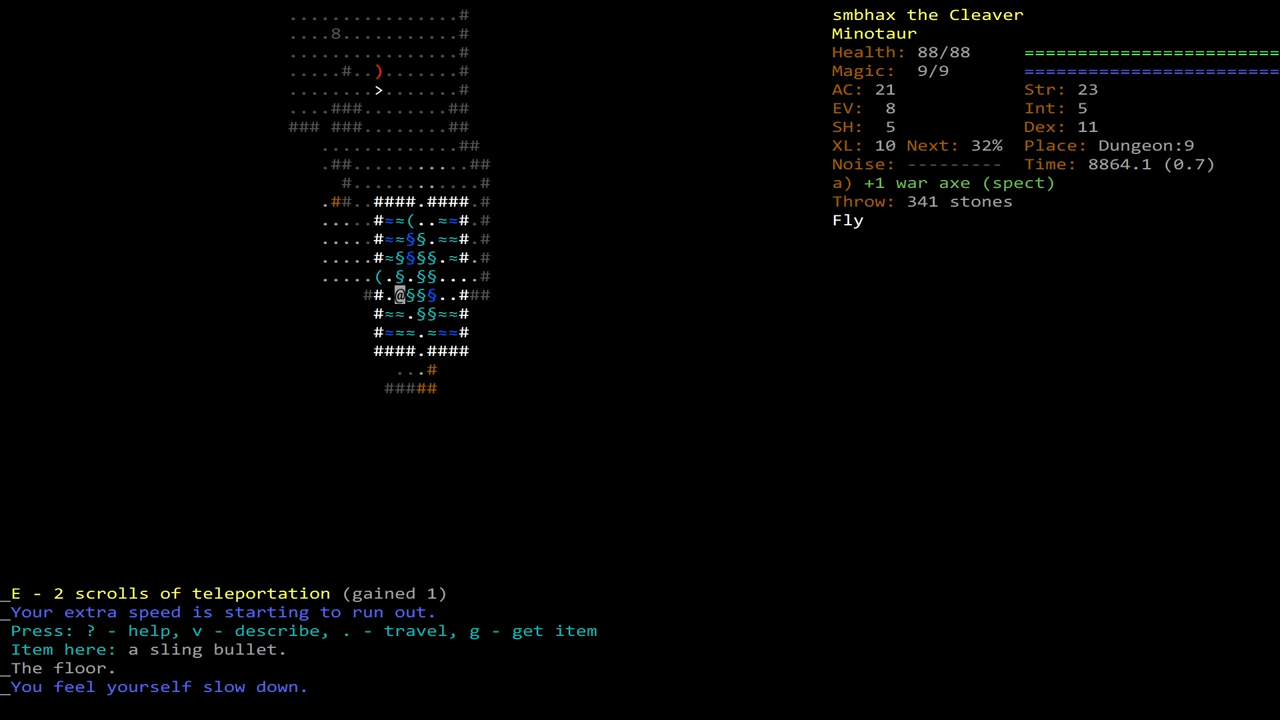 ................#
....8...........#
................#
.....#..).......#
........>.......#
....###........##
### ###........##
............##
.##...........##
#............#
.##..####.####.#
.....#≈≈(..≈≈#.#
.....#≈≈§§.≈≈#.#
.....#≈§§§§.≈#.#
.....(.§.§§....#
##.@§§§..###
#≈≈.§§≈≈#
#≈≈≈.≈≈≈#
####.####
...#
#####
smbhax the Cleaver
Minotaur
Health: 88/88 ========================
Magic: 9/9 ========================
AC: 21 Str: 23
EV: 8 Int: 5
SH: 5 Dex: 11
XL: 10 Next: 32% Place: Dungeon:9
Noise: --------- Time: 8864.1 (0.7)
a) +1 war axe (spect)
Throw: 341 stones
Fly
_E - 2 scrolls of teleportation (gained 1)
_Your extra speed is starting to run out.
Press: ? - help, v - describe, . - travel, g - get item
Item here: a sling bullet.
_The floor.
_You feel yourself slow down.